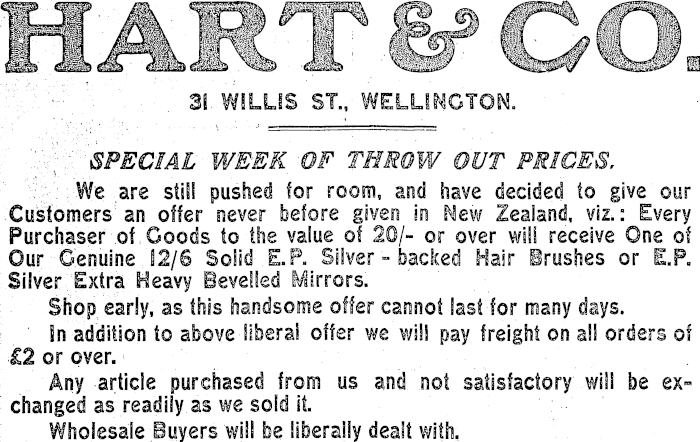 HART & CO.
31 WILLIS ST., WELLINGTON.
SPECIAL WEEK OF THROW OUT PRICES.
We are still pushed for room, and have decided to give our
Customers an offer never before given in New Zealand, viz.: Every
Purchaser of Goods to the value of 20/- or over will receive One of
Our Genuine 12/6 Solid E.P. Silver-backed Hair Brushes or E.P.
Silver Extra Heavy Bevelled Mirrors.
Shop early, as this handsome offer cannot last for many days.
In addition to above liberal offer we will pay freight on all orders of
£2 or over.
Any article purchased from us and not satisfactory will be ex-
changed as readily as we sold it.
Wholesale Buyers will be liberally dealt with.